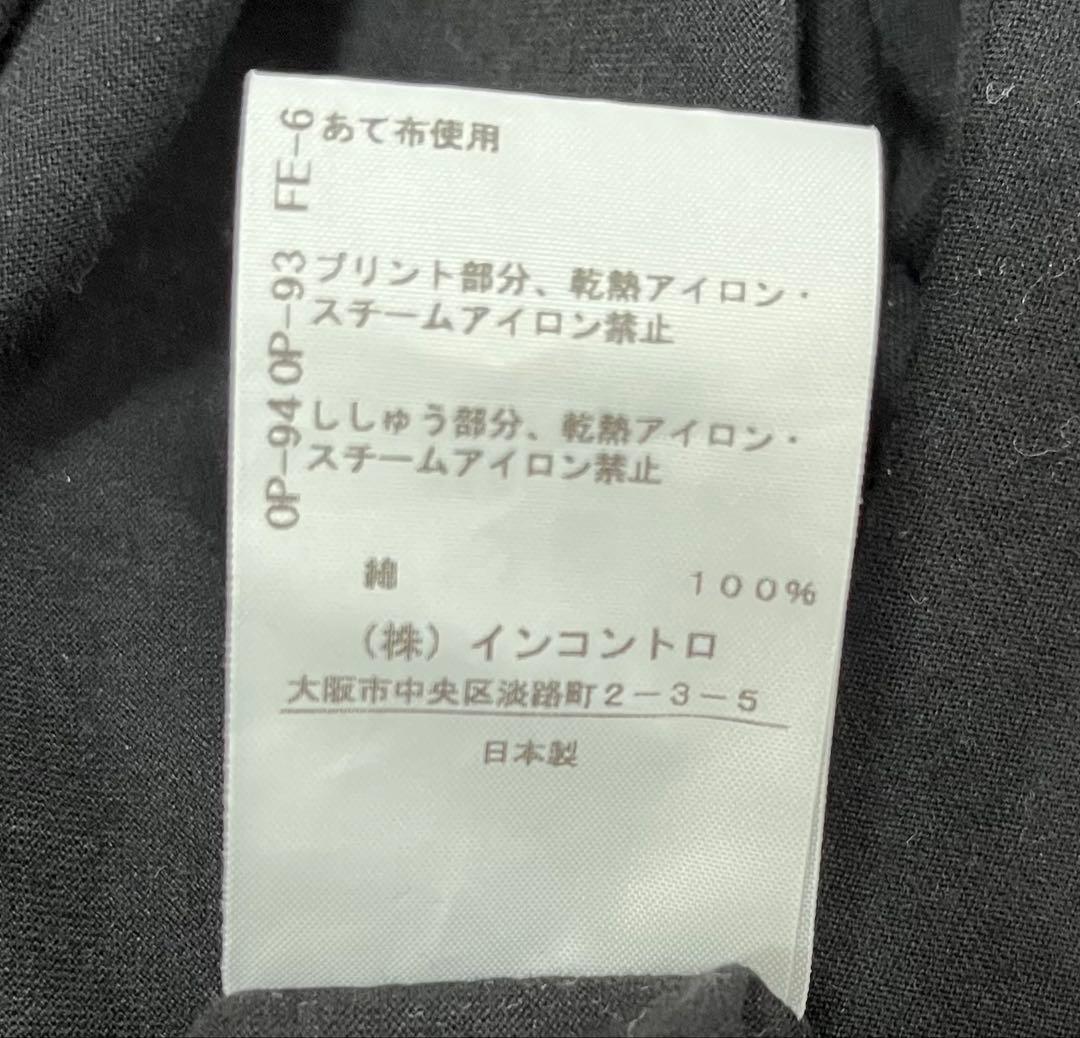 FE-6 あて布使用
OP-93 プリント部分、乾熱アイロン・
スチームアイロン禁止
OP-94 ししゅう部分、乾熱アイロン・
スチームアイロン禁止
綿 100%
(株)インコントロ
大阪市中央区淡路町2-3-5
日本製